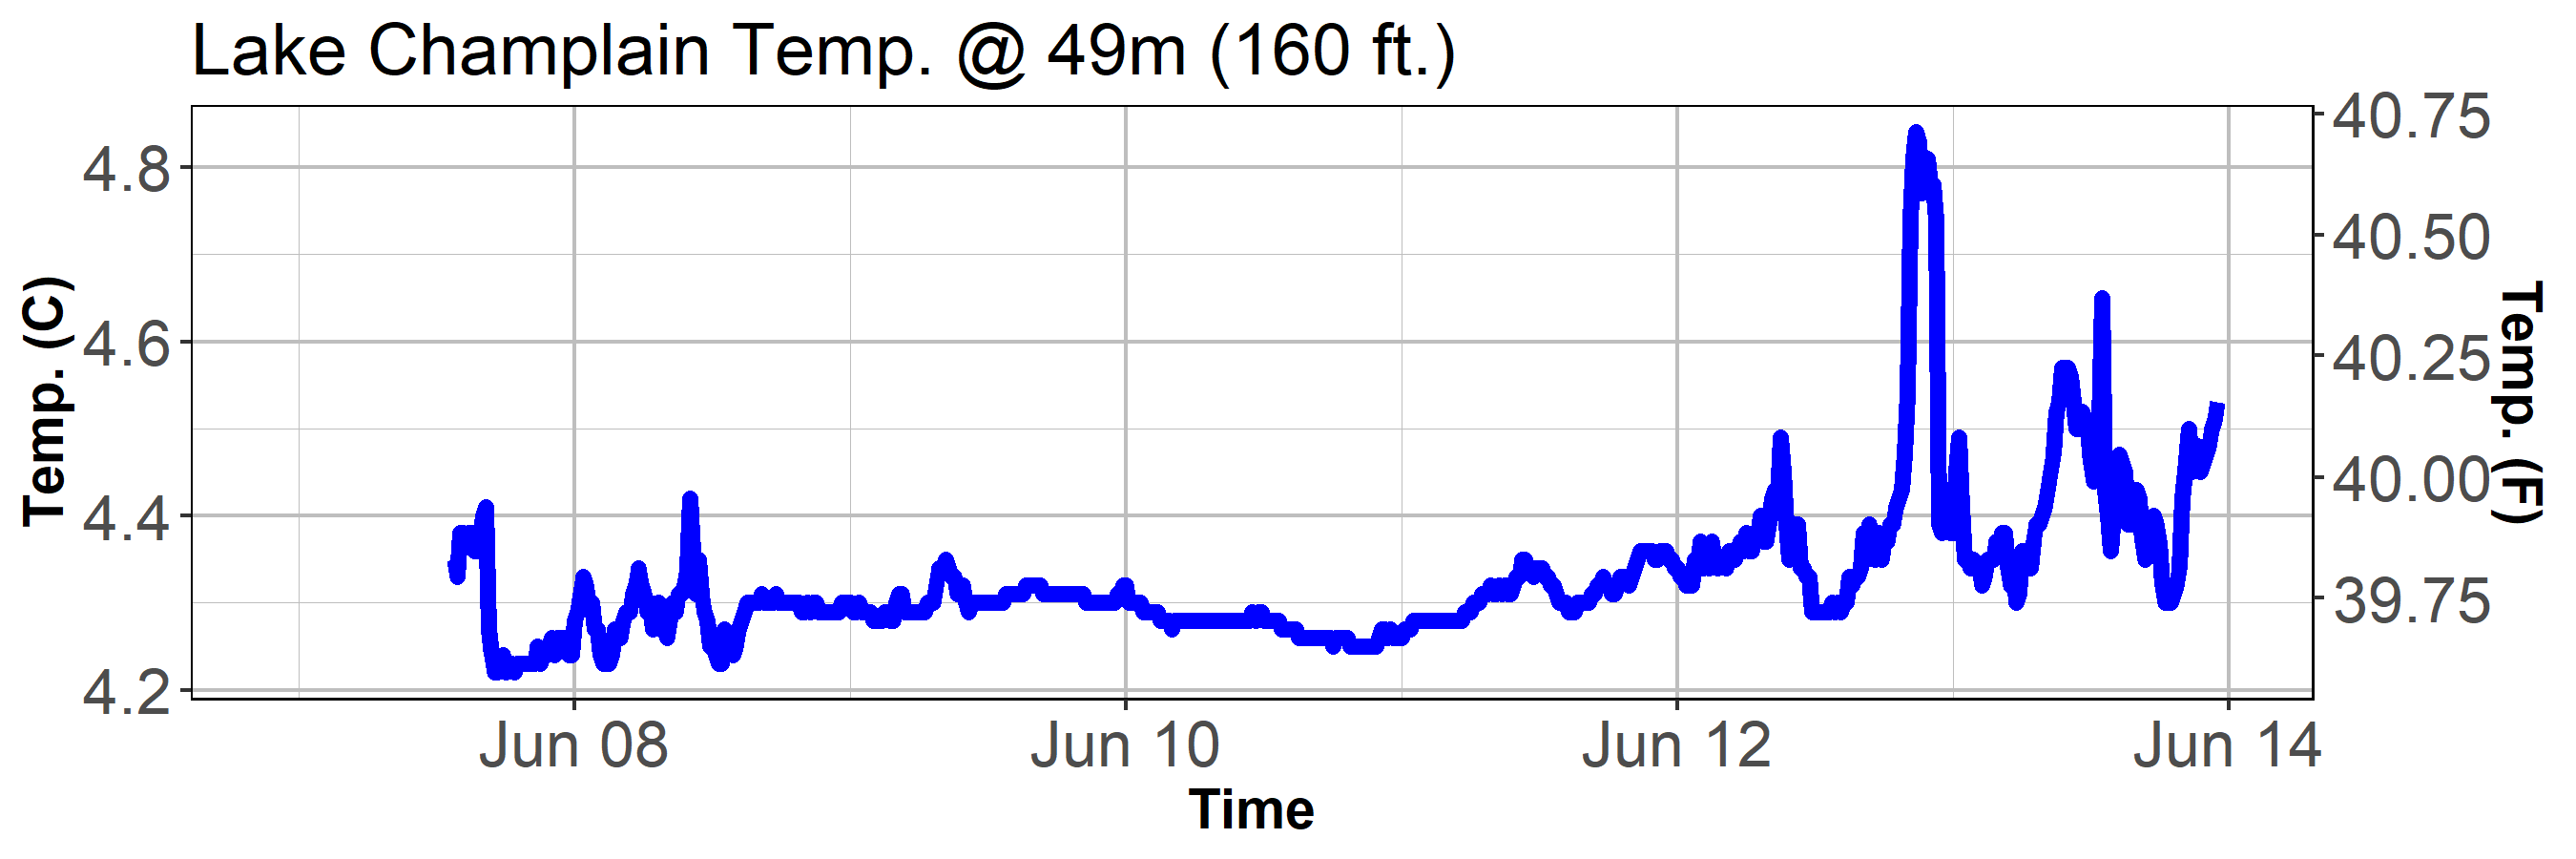 Lake Champlain Temp. @ 49m (160 ft.)
40.75
4.8
40.50
4.6
40.25
4.4
40.00
4.2
39.75
Temp. (C)
Temp. (F)
Jun 08
Jun 10
Jun 12
Jun 14
Time